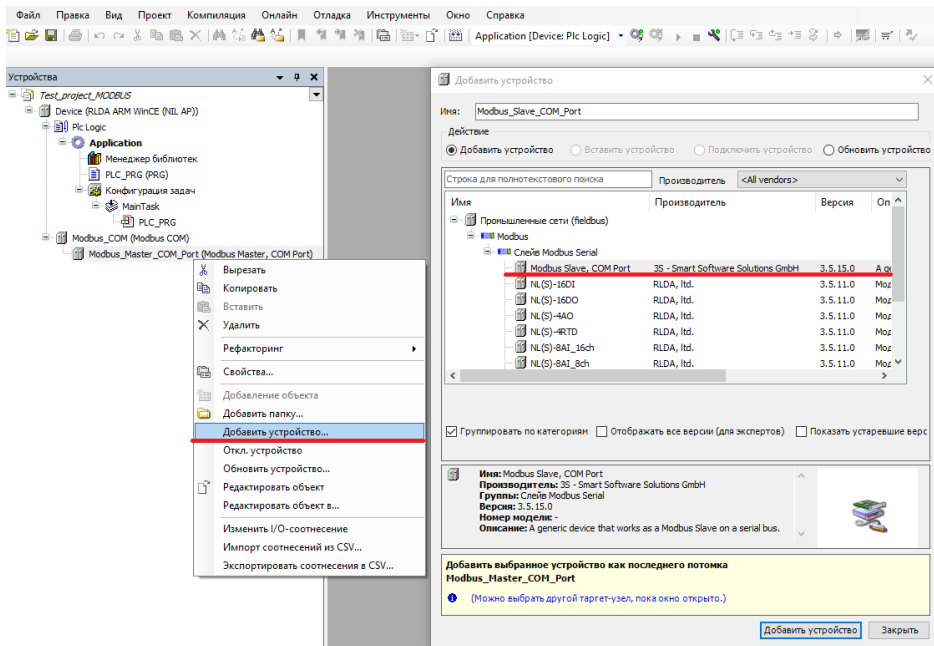 Файл Правка Вид Проект Компиляция Онлайн Отладка Инструменты Окно Справка
Application [Device: Plc Logic]
Устройства
Test_project_MODBUS
Device (RLDA ARM WinCE (NIL AP))
Plc Logic
Application
Менеджер библиотек
PLC_PRG (PRG)
Конфигурация задач
MainTask
PLC_PRG
Modbus_COM (Modbus COM)
Modbus_Master_COM_Port (Modbus Master, COM Port)
Вырезать
Копировать
Вставить
Удалить
Рефакторинг
Свойства...
Добавление объекта
Добавить папку...
Добавить устройство...
Откл. устройство
Обновить устройство...
Редактировать объект
Редактировать объект в...
Изменить I/O-соотнесение
Импорт соотнесений из CSV...
Экспортировать соотнесения в CSV...
Добавить устройство
Имя: Modbus_Slave_COM_Port
Действие
Добавить устройство Вставить устройство Подключить устройство Обновить устройство
Строка для полнотекстового поиска Производитель <All vendors>
Имя Производитель Версия Оп
Промышленные сети (fieldbus)
Modbus
Слейв Modbus Serial
Modbus Slave, COM Port 3S - Smart Software Solutions GmbH 3.5.15.0 A ge
NL(S)-16DI RLDA, ltd. 3.5.11.0 Мод
NL(S)-16DO RLDA, ltd. 3.5.11.0 Мод
NL(S)-4AO RLDA, ltd. 3.5.11.0 Мод
NL(S)-4RTD RLDA, ltd. 3.5.11.0 Мод
NL(S)-8AI_16ch RLDA, ltd. 3.5.11.0 Мод
NL(S)-8AI_8ch RLDA, ltd. 3.5.11.0 Мод
Группировать по категориям Отображать все версии (для экспертов) Показать устаревшие верс
Имя: Modbus Slave, COM Port
Производитель: 3S - Smart Software Solutions GmbH
Группы: Слейв Modbus Serial
Версия: 3.5.15.0
Номер модели: -
Описание: A generic device that works as a Modbus Slave on a serial bus.
Добавить выбранное устройство как последнего потомка
Modbus_Master_COM_Port
(Можно выбрать другой таргет-узел, пока окно открыто.)
Добавить устройство Закрыть